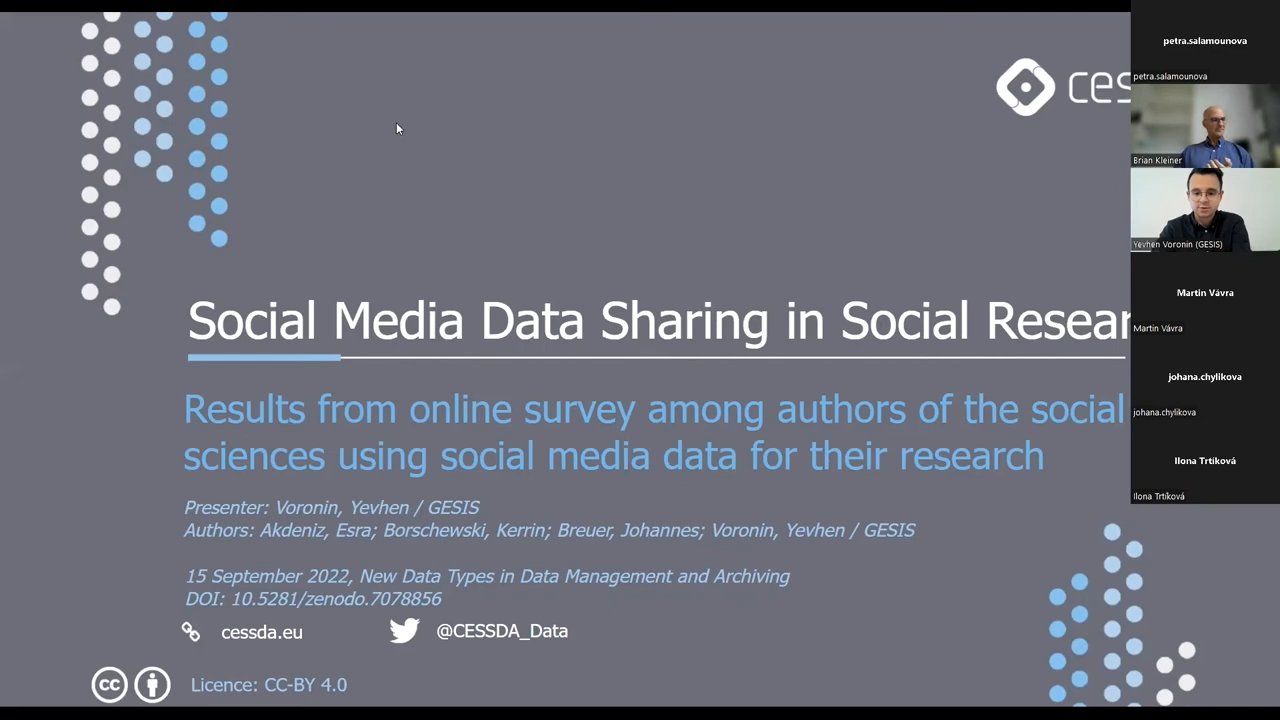 ces
Social Media Data Sharing in Social Resear
Results from online survey among authors of the social
sciences using social media data for their research
Presenter: Voronin, Yevhen / GESIS
Authors: Akdeniz, Esra; Borschewski, Kerrin; Breuer, Johannes; Voronin, Yevhen / GESIS
15 September 2022, New Data Types in Data Management and Archiving
DOI: 10.5281/zenodo.7078856
cessda.eu
@CESSDA_Data
cc
Licence: CC-BY 4.0
petra.salamounova
petra.salamounova
Brian Kleiner
Yevhen Voronin (GESIS)
Martin Vávra
Martin Vávra
johana.chylikova
johana.chylikova
Ilona Trtíková
Ilona Trtíková